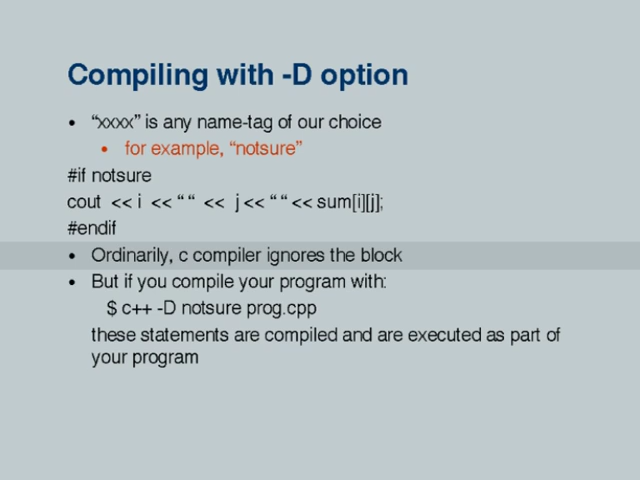 Compiling with -D option
• “xxxx” is any name-tag of our choice
• for example, “notsure”
#if notsure
cout << i << “ “ << j << “ “ << sum[i][j];
#endif
• Ordinarily, c compiler ignores the block
• But if you compile your program with:
$ c++ -D notsure prog.cpp
these statements are compiled and are executed as part of
your program